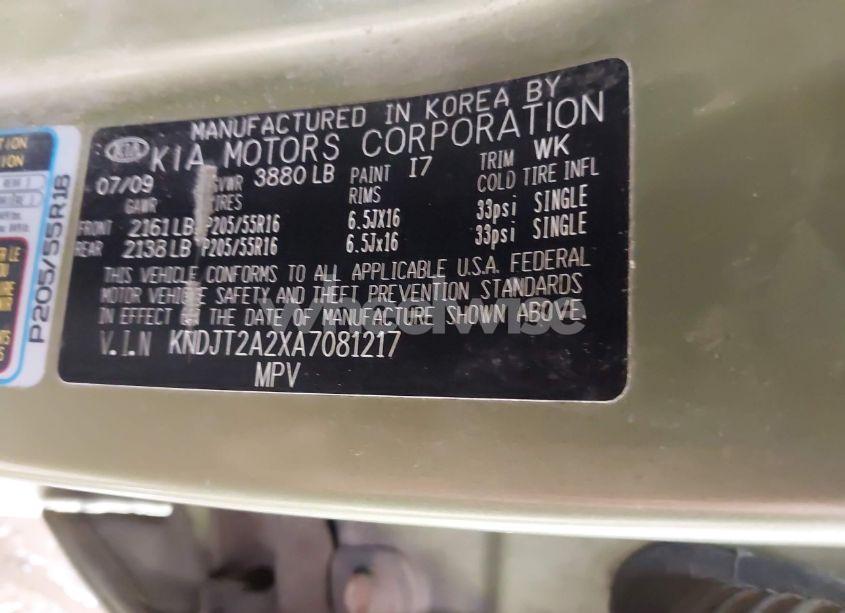 MANUFACTURED IN KOREA BY
KIA KIA MOTORS CORPORATION
07/09 GVWR 3880 LB PAINT I7 TRIM WK
GAWR TIRES RIMS COLD TIRE INFL
FRONT 2161 LB P205/55R16 6.5JX16 33psi SINGLE
REAR 2138 LB P205/55R16 6.5Jx16 33psi SINGLE
THIS VEHICLE CONFORMS TO ALL APPLICABLE U.S.A. FEDERAL
MOTOR VEHICLE SAFETY AND THEFT PREVENTION STANDARDS
IN EFFECT THE DATE OF MANUFACTURE SHOWN ABOVE.
V.I.N KNDJT2A2XA7081217
MPV
P205/55R16